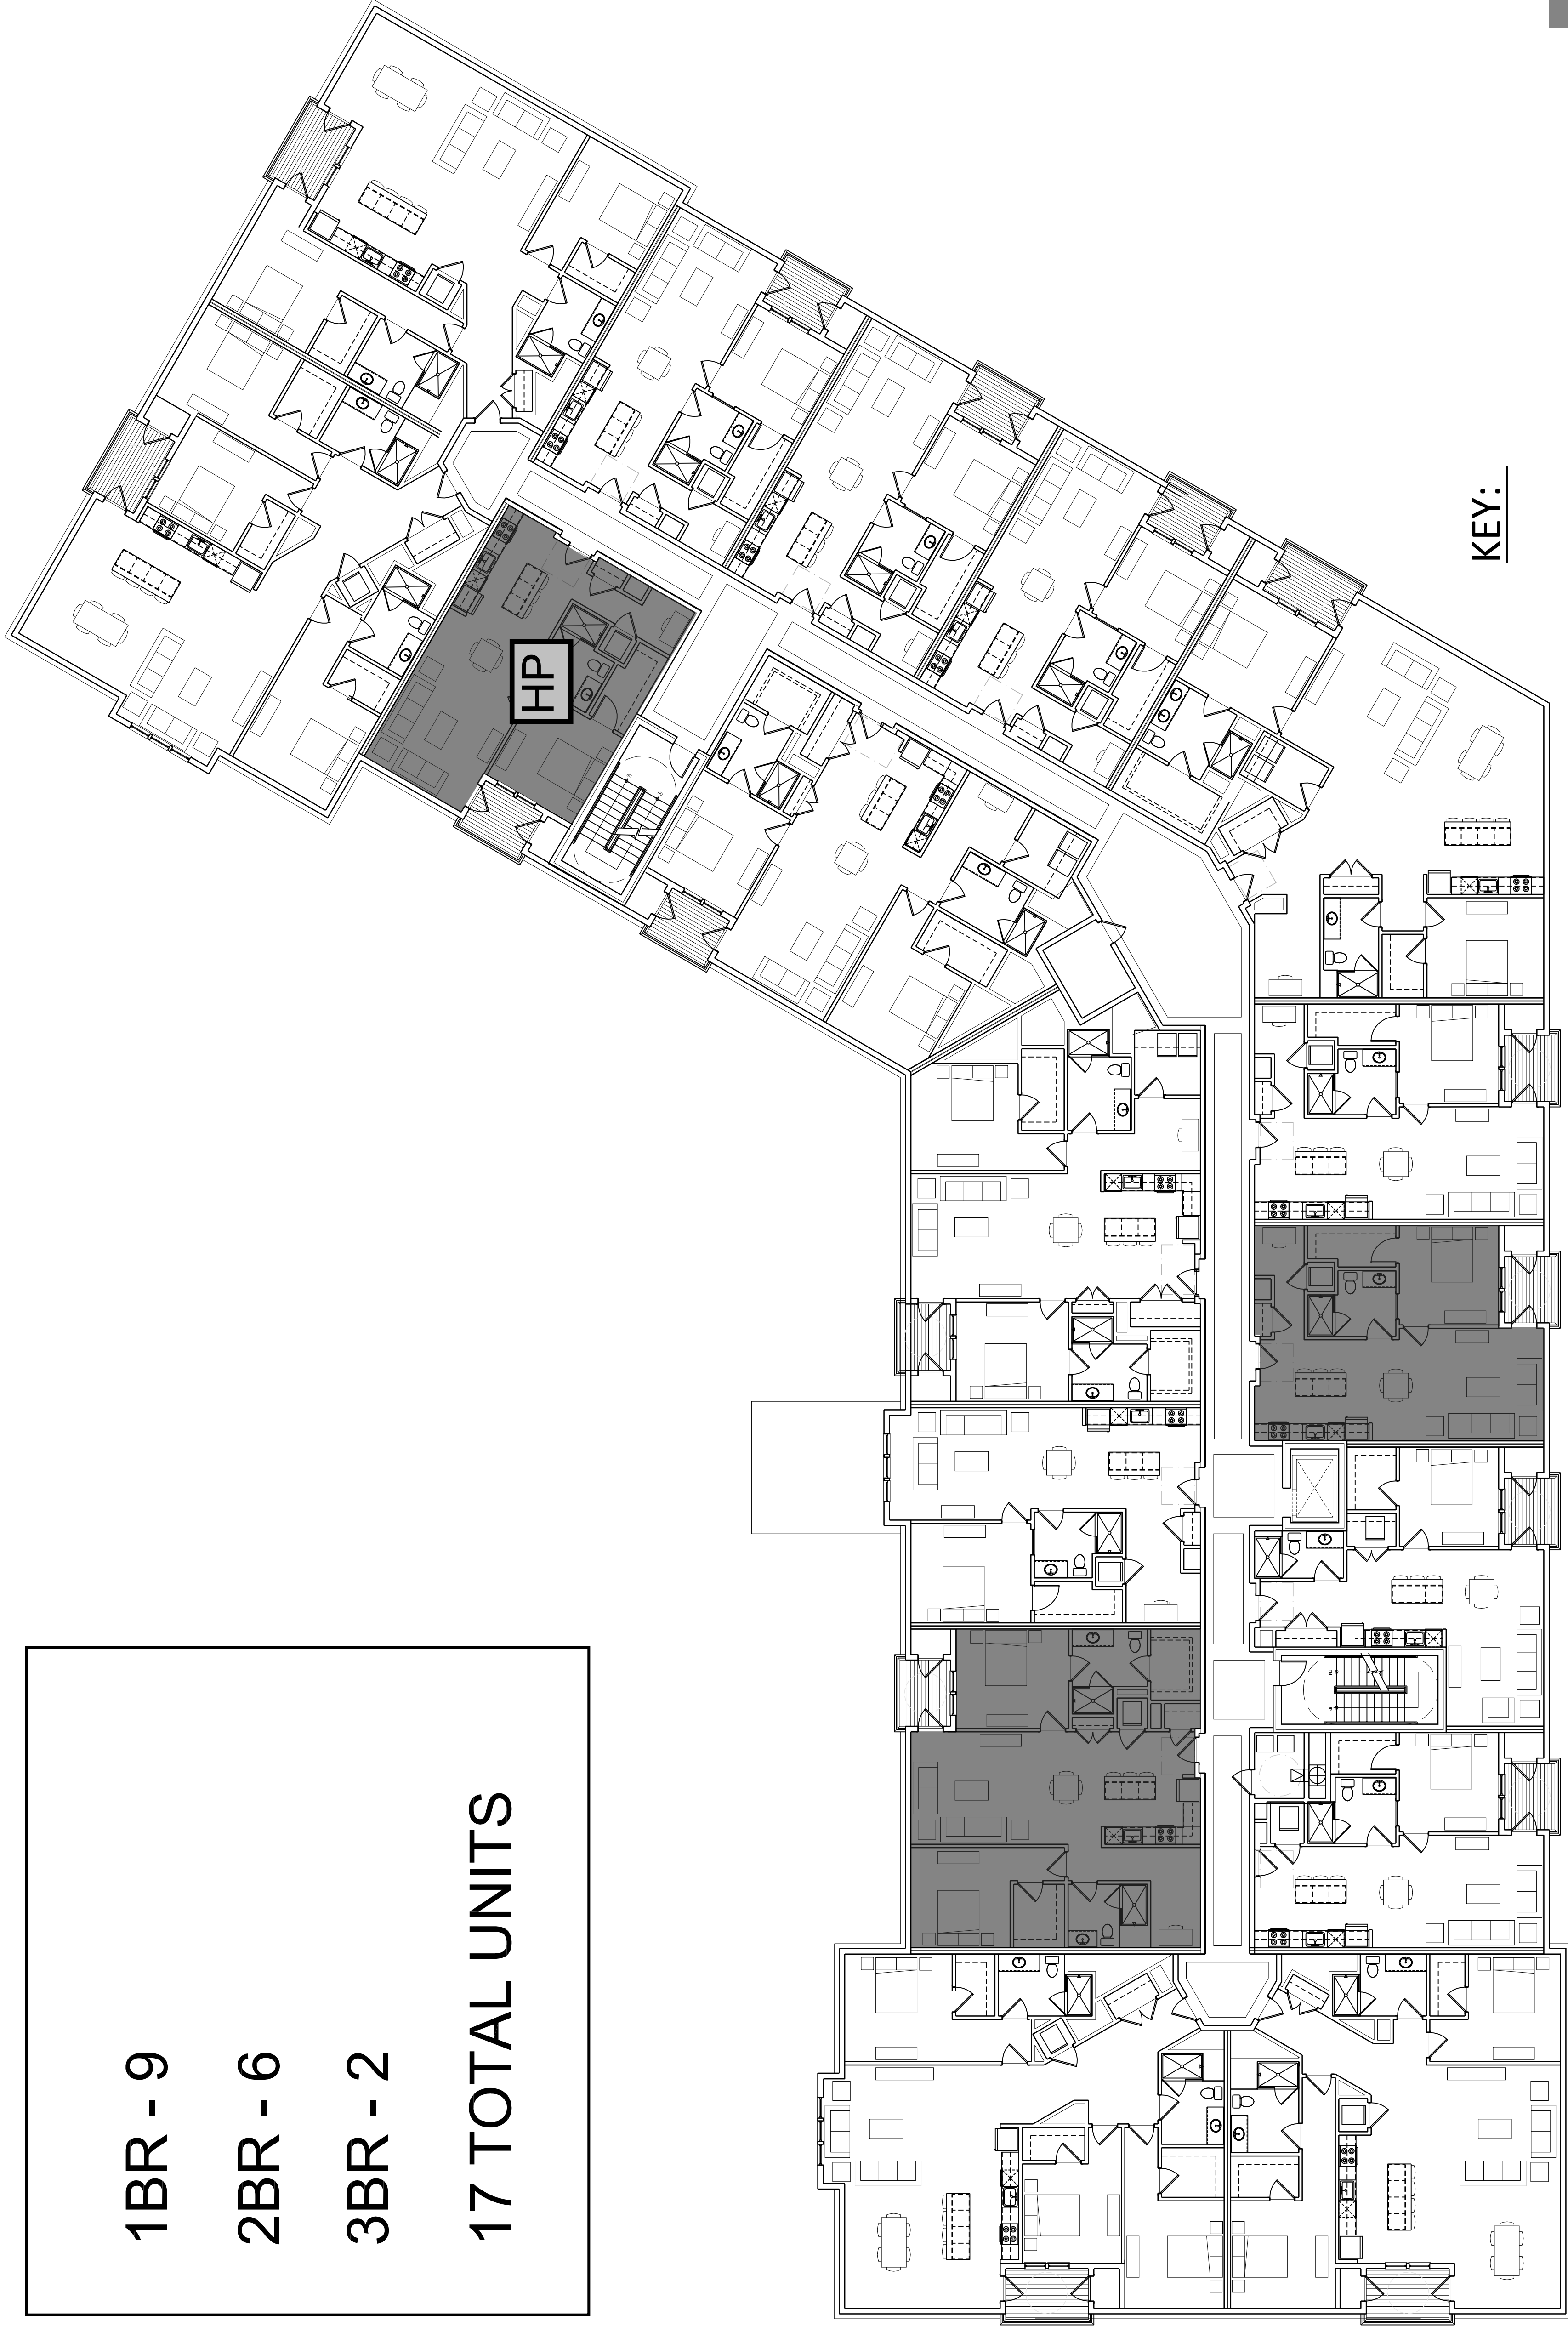 1BR - 9
2BR - 6
3BR - 2
17 TOTAL UNITS
HP
KEY: